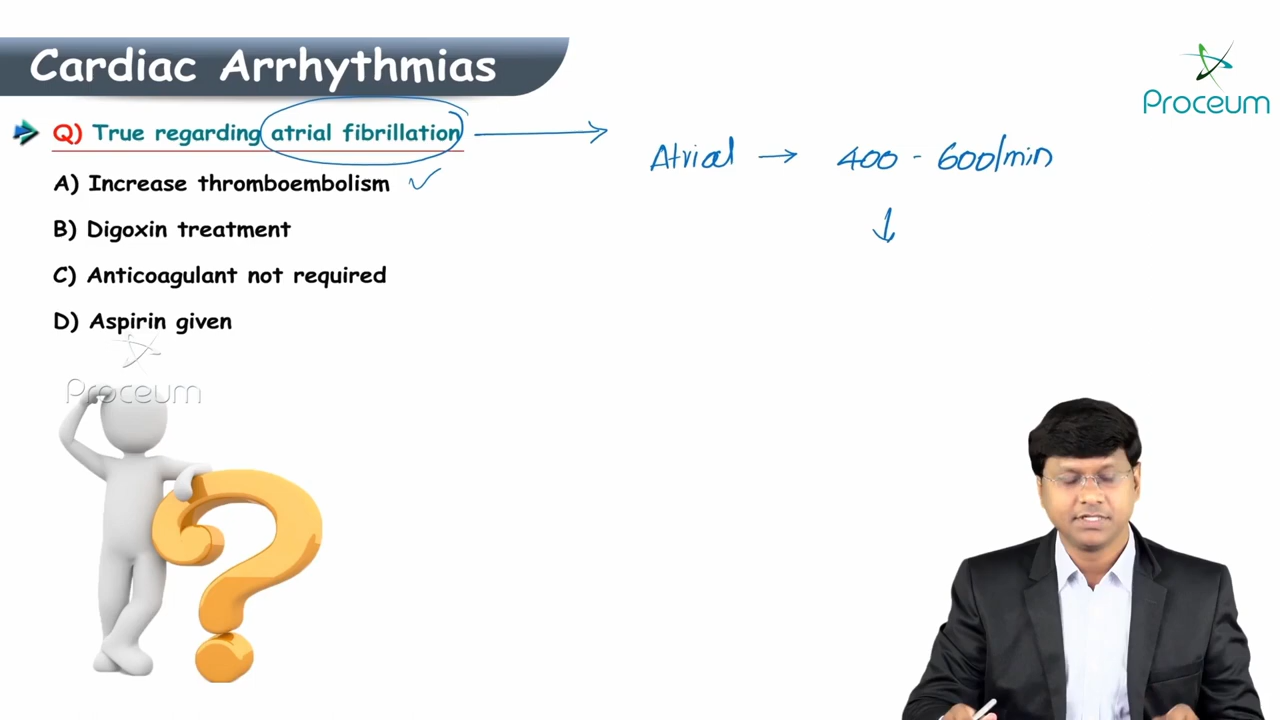 Cardiac Arrhythmias
Proceum
Q) True regarding atrial fibrillation
Atrial → 400 - 600/min
↓
A) Increase thromboembolism ✓
B) Digoxin treatment
C) Anticoagulant not required
D) Aspirin given
Proceum